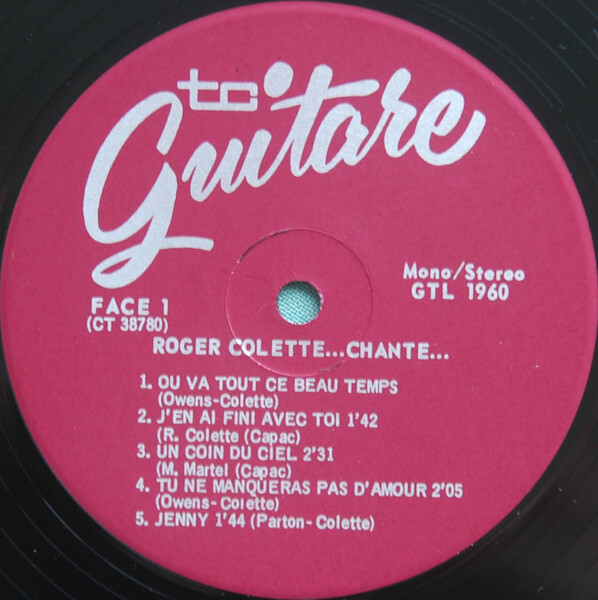 tc
Guitare
Mono/Stereo
GTL 1960
FACE 1
(CT 38780)
ROGER COLETTE...CHANTE...
1. OU VA TOUT CE BEAU TEMPS
(Owens-Colette)
2. J'EN AI FINI AVEC TOI 1'42
(R. Colette (Capac)
3. UN COIN DU CIEL 2'31
(M. Martel (Capac)
4. TU NE MANQUERAS PAS D'AMOUR 2'05
(Owens-Colette)
5. JENNY 1'44 (Parton-Colette)